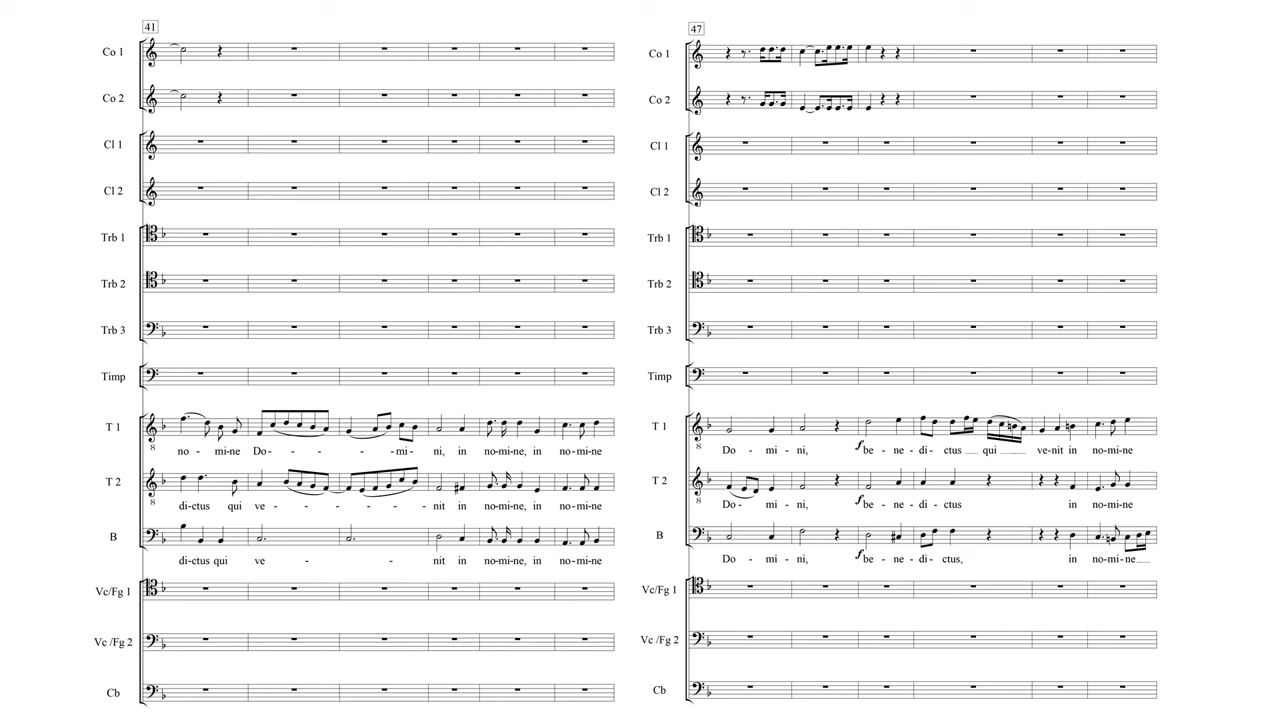 41
Co 1
Co 2
Cl 1
Cl 2
Trb 1
Trb 2
Trb 3
Timp
T 1
no - mi-ne Do - - - - mi - ni, in no-mine, in no-mine
T 2
di-ctus qui ve - - - - nit in no-mi-ne, in no-mi-ne
B
di-ctus qui ve - - - nit in no-mi-ne, in no-mi-ne
Vc/Fg 1
Vc /Fg 2
Cb
47
Co 1
Co 2
Cl 1
Cl 2
Trb 1
Trb 2
Trb 3
Timp
T 1
Do - mi - ni, f be - ne - di - ctus qui ve-nit in no-mi-ne
T 2
Do - mi - ni, f be - ne - di - ctus in no-mi-ne
B
Do - mi - ni, f be - ne - di - ctus, in no-mi-ne
Vc/Fg 1
Vc /Fg 2
Cb